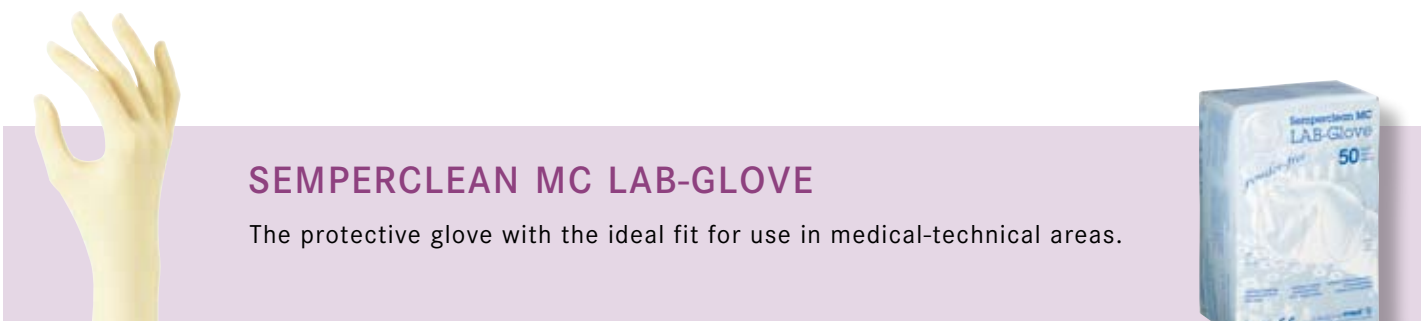 SEMPERCLEAN MC LAB-GLOVE
The protective glove with the ideal fit for use in medical-technical areas.
Semperclean MC
LAB-Glove
50
powder-free